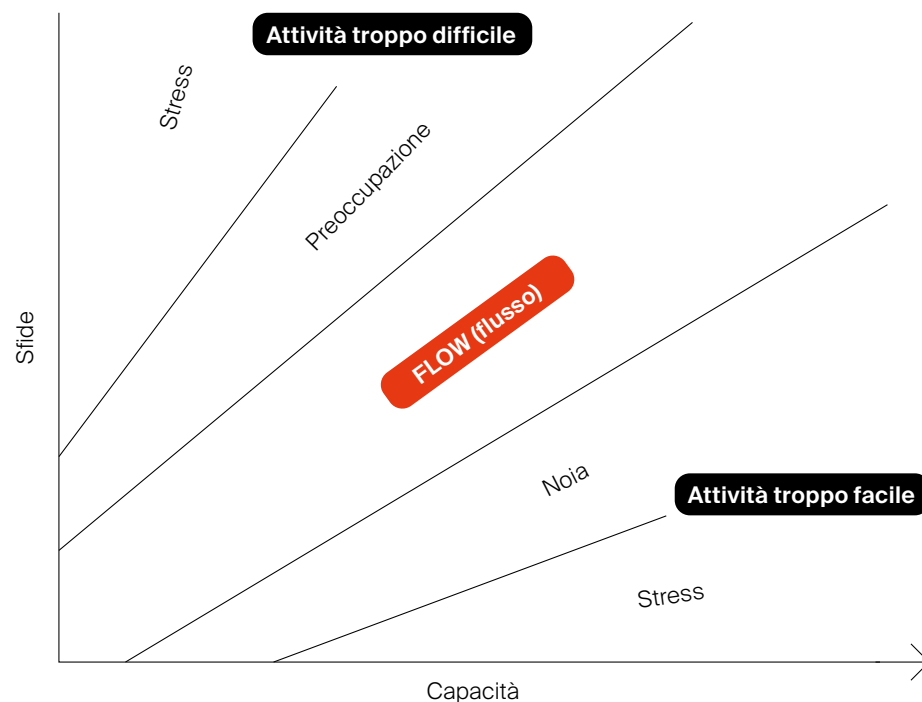 Attività troppo difficile
Stress
Preoccupazione
FLOW (flusso)
Sfide
Noia
Attività troppo facile
Stress
Capacità